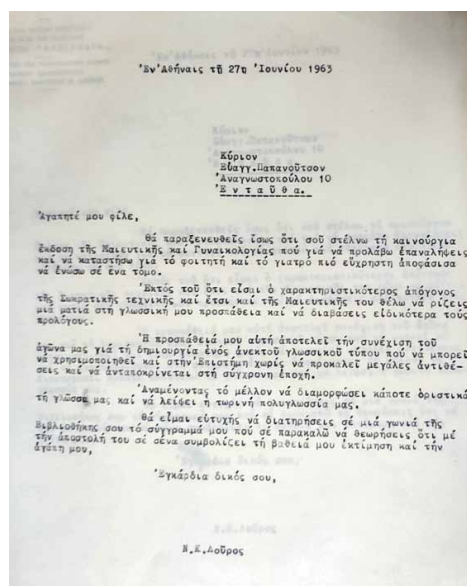 Ἐν Ἀθήναις τῇ 27η Ἰουνίου 1963
Κύριον
Εὐαγγ.Παπανοῦτσον
Ἀναγνωστοπούλου 10
Ἐ ν τ α ῦ θ α.
Ἀγαπητέ μου φίλε,
Θά παραξενευθεῖς ἴσως ὅτι σοῦ στέλνω τή καινούργια
ἔκδοση τῆς Μαιευτικῆς καί Γυναικολογίας πού γιά νά προλάβω ἐπαναλήψεις
καί νά καταστήσω γιά τό φοιτητή καί τό γιατρό πιό εὔχρηστη ἀποφάσισα
νά ἑνώσω σέ ἕνα τόμο.
Ἐκτός τοῦ ὅτι εἶσαι ὁ χαρακτηριστικότερος ἀπόγονος
τῆς Σωκρατικῆς τεχνικῆς καί ἔτσι καί τῆς Μαιευτικῆς του θέλω νά ρίξεις
μιά ματιά στή γλωσσική μου προσπάθεια καί νά διαβάσεις εἰδικότερα τούς
προλόγους.
Ἡ προσπάθειά μου αὐτή ἀποτελεῖ τήν συνέχιση τοῦ
ἀγῶνα μας γιά τή δημιουργία ἑνός ἀνεκτοῦ γλωσσικοῦ τύπου πού νά μπορεῖ
νά χρησιμοποιηθεῖ καί στήν Ἐπιστήμη χωρίς νά προκαλεῖ μεγάλες ἀντιθέ-
σεις καί νά ἀνταποκρίνεται στή σύγχρονη ἐποχή.
Ἀναμένοντας τό μέλλον νά διαμορφώσει κάποτε ὁριστικά
τή γλῶσσα μας καί νά λείψει ἡ τωρινή πολυγλωσσία μας.
Θά εἶμαι εὐτυχής νά διατηρήσεις σέ μιά γωνιά τῆς
Βιβλιοθήκης σου τό σύγγραμμά μου πού σέ παρακαλῶ νά θεωρήσεις ὅτι μέ
τήν ἀποστολή του σέ σένα συμβολίζει τή βαθειά μου ἐκτίμηση καί τήν
ἀγάπη μου,
Ἐγκάρδια δικός σου,
Ν.Κ.Λοῦρος